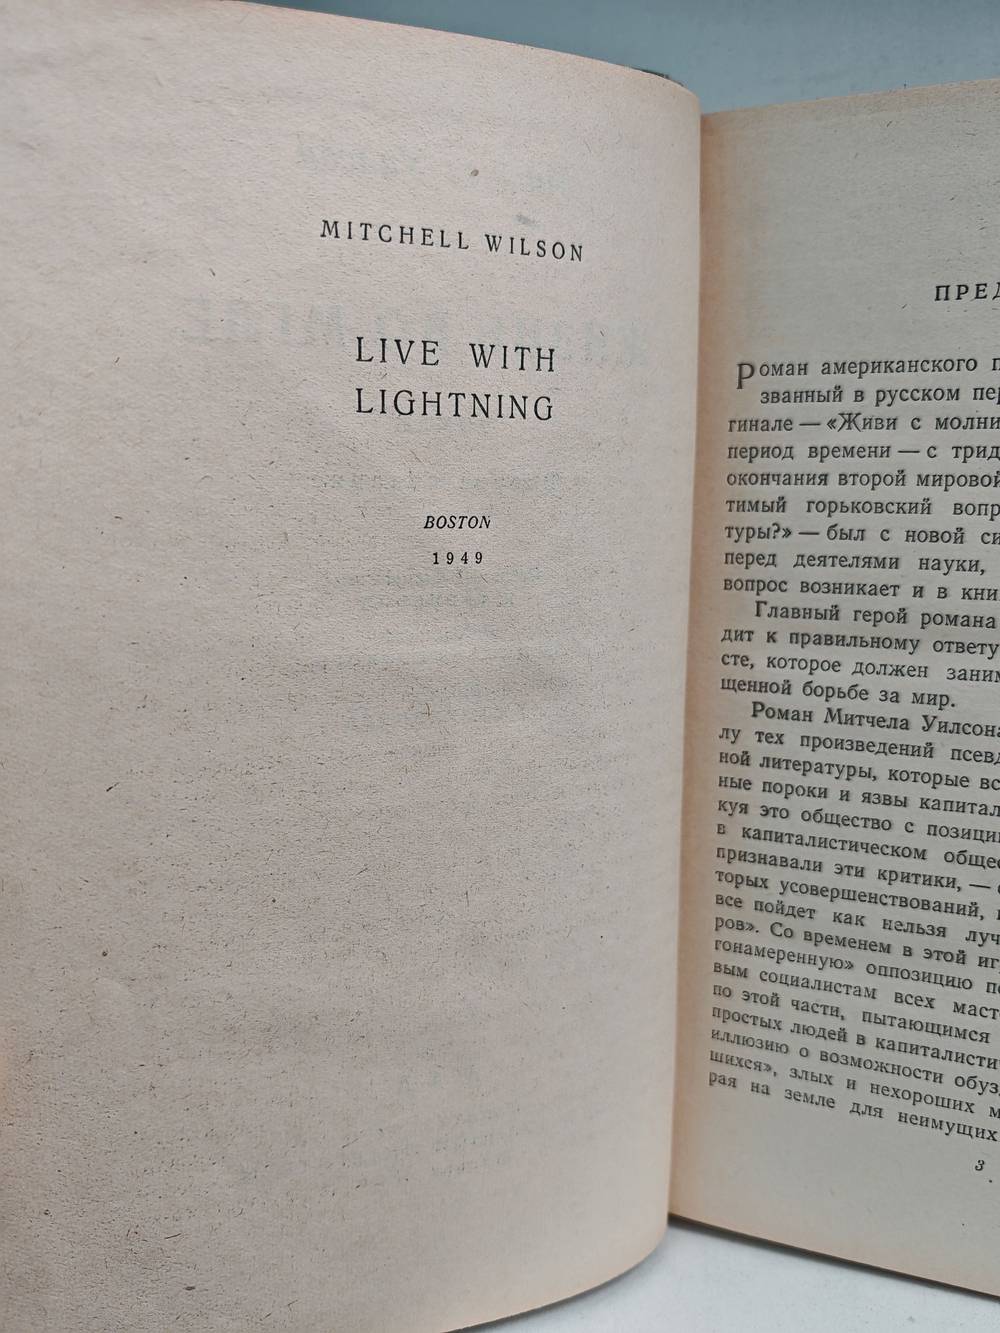 MITCHELL WILSON
LIVE WITH
LIGHTNING
BOSTON
1949
ПРЕД
Роман американского п
званный в русском пер
гинале — «Живи с молни
период времени — с трид
окончания второй мировой
тимый горьковский вопр
туры?» — был с новой си
перед деятелями науки,
вопрос возникает и в кни
Главный герой романа
дит к правильному ответу
сте, которое должен заним
щенной борьбе за мир.
Роман Митчела Уилсона
лу тех произведений псевд
ной литературы, которые вс
ные пороки и язвы капитал
куя это общество с позици
в капиталистическом общес
признавали эти критики, — с
торых усовершенствований,
все пойдет как нельзя луч
ров». Со временем в этой иг
гонамеренную» оппозицию по
вым социалистам всех маст
по этой части, пытающимся
простых людей в капиталисти
иллюзию о возможности обуз
шихся», злых и нехороших м
рая на земле для неимущих
3